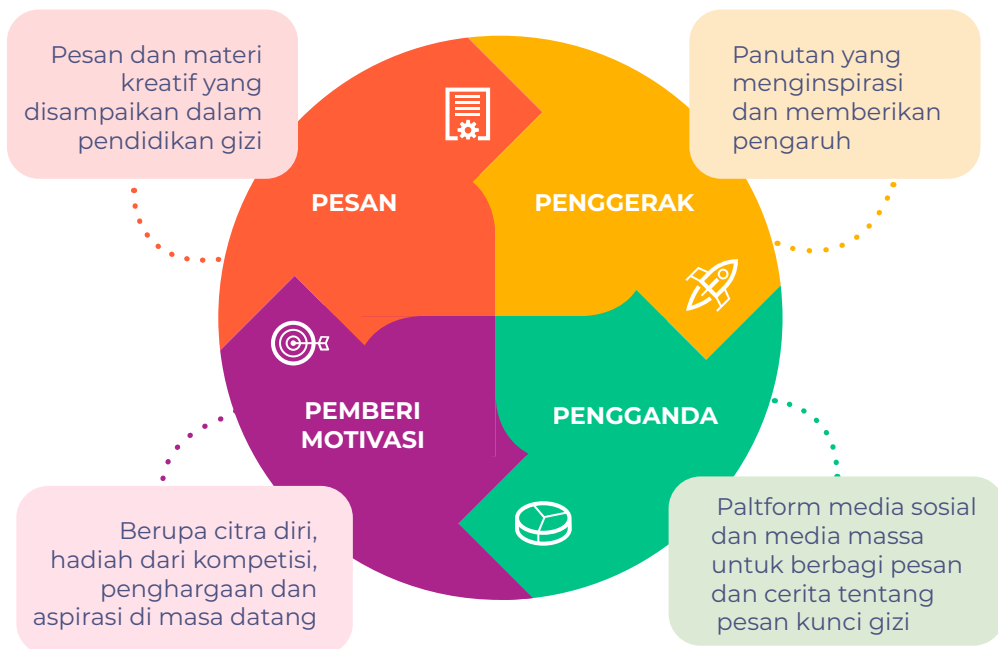 Pesan dan materi
kreatif yang
disampaikan dalam
pendidikan gizi
Panutan yang
menginspirasi
dan memberikan
pengaruh
PESAN
PENGGERAK
PEMBERI
MOTIVASI
PENGGANDA
Berupa citra diri,
hadiah dari kompetisi,
penghargaan dan
aspirasi di masa datang
Paltform media sosial
dan media massa
untuk berbagi pesan
dan cerita tentang
pesan kunci gizi